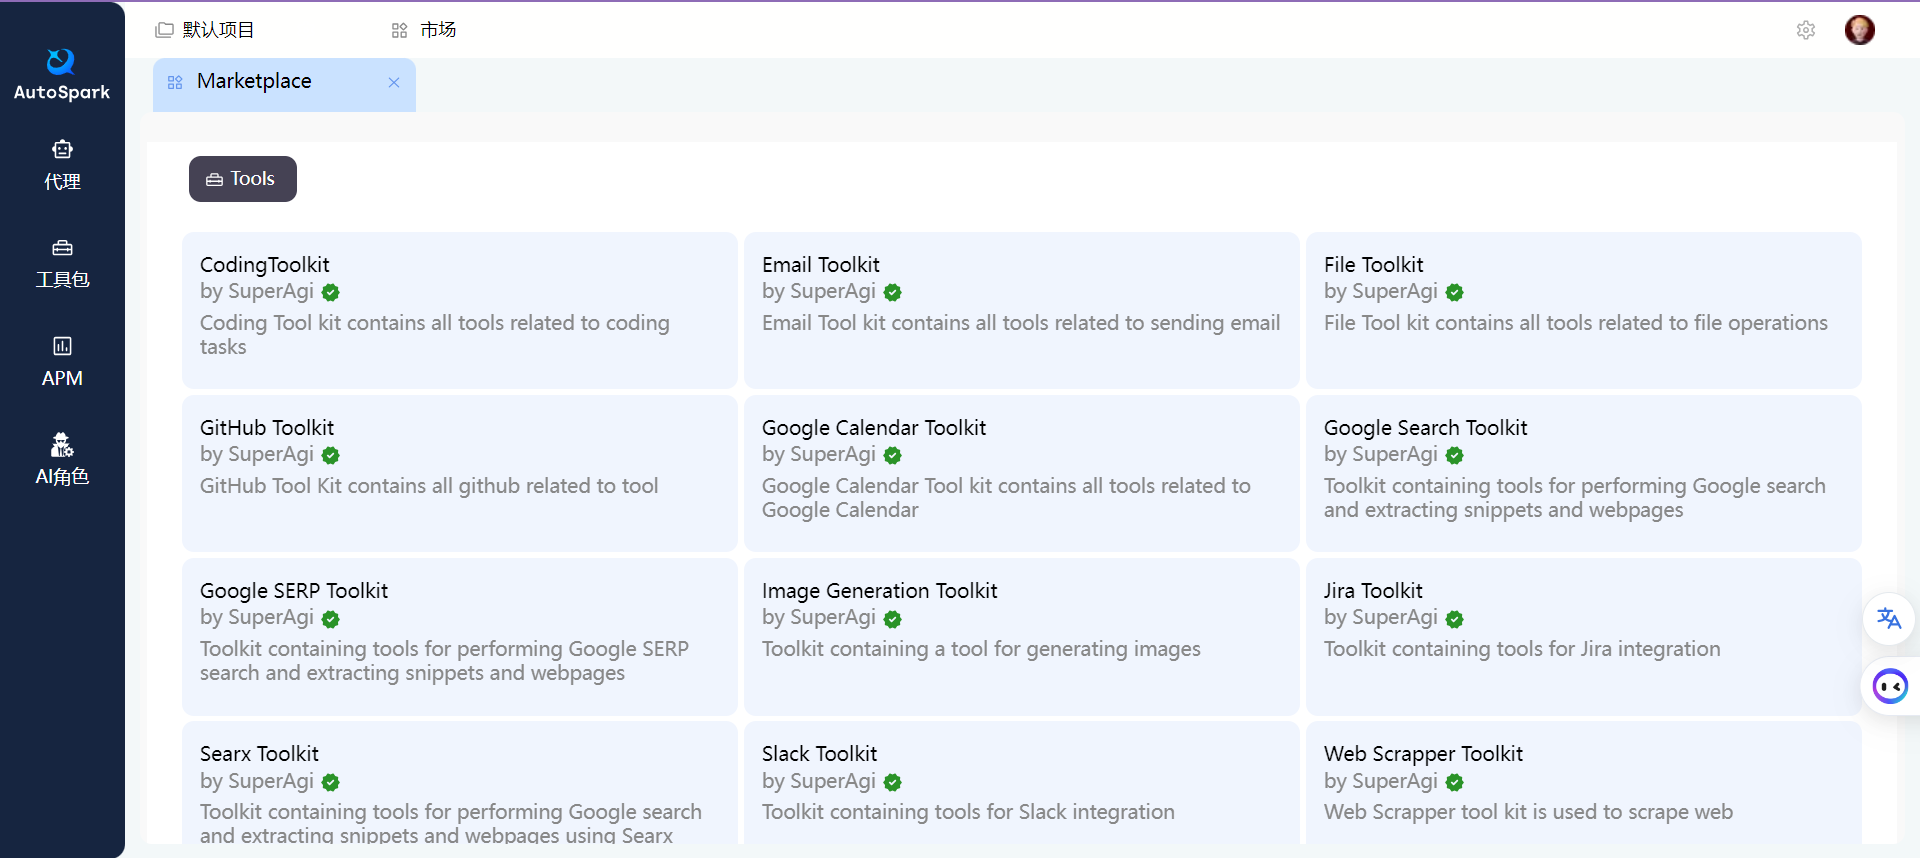 默认项目
市场
AutoSpark
Marketplace
代理
工具包
APM
AI角色
Tools
CodingToolkit
by SuperAgi
Coding Tool kit contains all tools related to coding
tasks
Email Toolkit
by SuperAgi
Email Tool kit contains all tools related to sending email
File Toolkit
by SuperAgi
File Tool kit contains all tools related to file operations
GitHub Toolkit
by SuperAgi
GitHub Tool Kit contains all github related to tool
Google Calendar Toolkit
by SuperAgi
Google Calendar Tool kit contains all tools related to
Google Calendar
Google Search Toolkit
by SuperAgi
Toolkit containing tools for performing Google search
and extracting snippets and webpages
Google SERP Toolkit
by SuperAgi
Toolkit containing tools for performing Google SERP
search and extracting snippets and webpages
Image Generation Toolkit
by SuperAgi
Toolkit containing a tool for generating images
Jira Toolkit
by SuperAgi
Toolkit containing tools for Jira integration
Searx Toolkit
by SuperAgi
Toolkit containing tools for performing Google search
and extracting snippets and webpages using Searx
Slack Toolkit
by SuperAgi
Toolkit containing tools for Slack integration
Web Scrapper Toolkit
by SuperAgi
Web Scrapper tool kit is used to scrape web